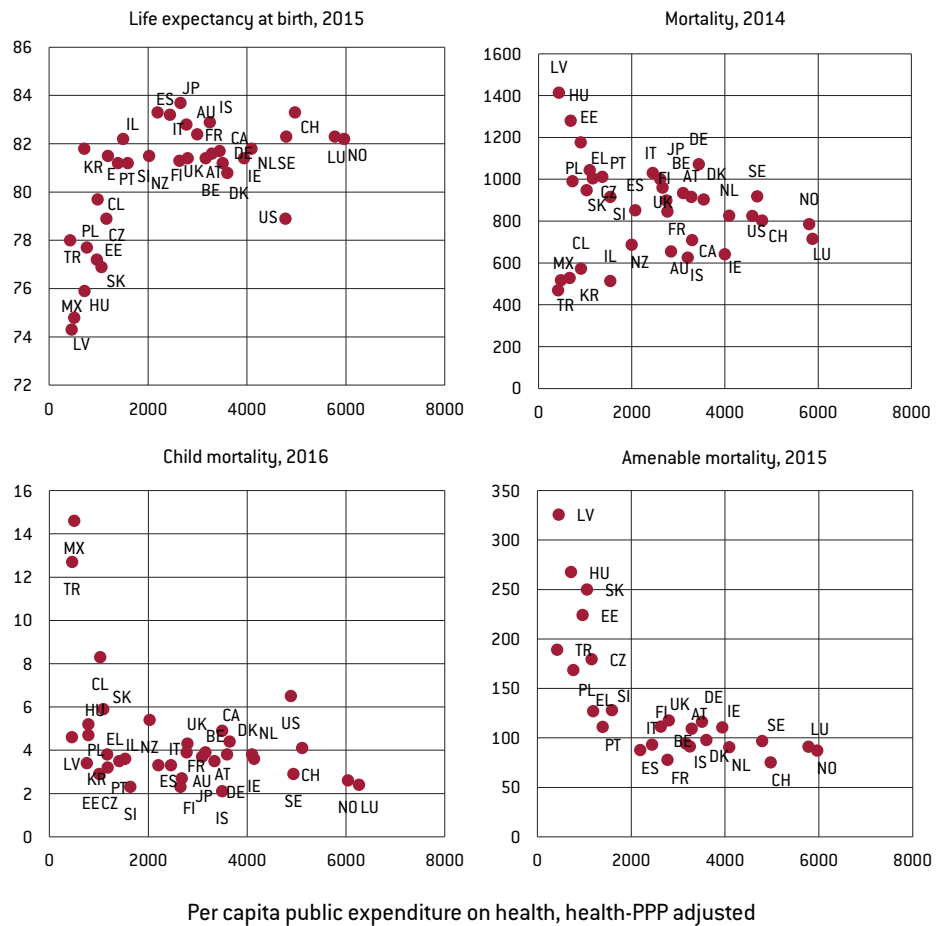 Life expectancy at birth, 2015
86
84
82
80
78
76
74
72
0 2000 4000 6000 8000
JP
ES
IS
AU
IL
IT
FR
CA
CH
KR
E
PT
SI
NZ
FI
UK
AT
DE
NL
SE
LU
NO
BE
DK
IE
CL
US
PL
CZ
TR
EE
SK
MX
HU
LV
Mortality, 2014
1600
1400
1200
1000
800
600
400
200
0
0 2000 4000 6000 8000
LV
HU
EE
PL
EL
PT
IT
JP
DE
BE
SE
ES
FI
AT
DK
NL
NO
SK
CZ
SI
UK
US
CH
CL
FR
LU
MX
IL
NZ
AU
CA
IS
IE
TR
KR
Child mortality, 2016
16
14
12
10
8
6
4
2
0
0 2000 4000 6000 8000
MX
TR
CL
SK
HU
CA
US
UK
DK
EL
BE
NL
PL
IL
NZ
IT
LV
KR
PT
ES
AU
AT
IE
CH
EE
CZ
JP
DE
SE
SI
FI
IS
NO
LU
Amenable mortality, 2015
350
300
250
200
150
100
50
0
0 2000 4000 6000 8000
LV
HU
SK
EE
TR
CZ
PL
EL
SI
UK
DE
FI
AT
IE
PT
IT
BE
SE
LU
ES
FR
IS
DK
NL
CH
NO
Per capita public expenditure on health, health-PPP adjusted